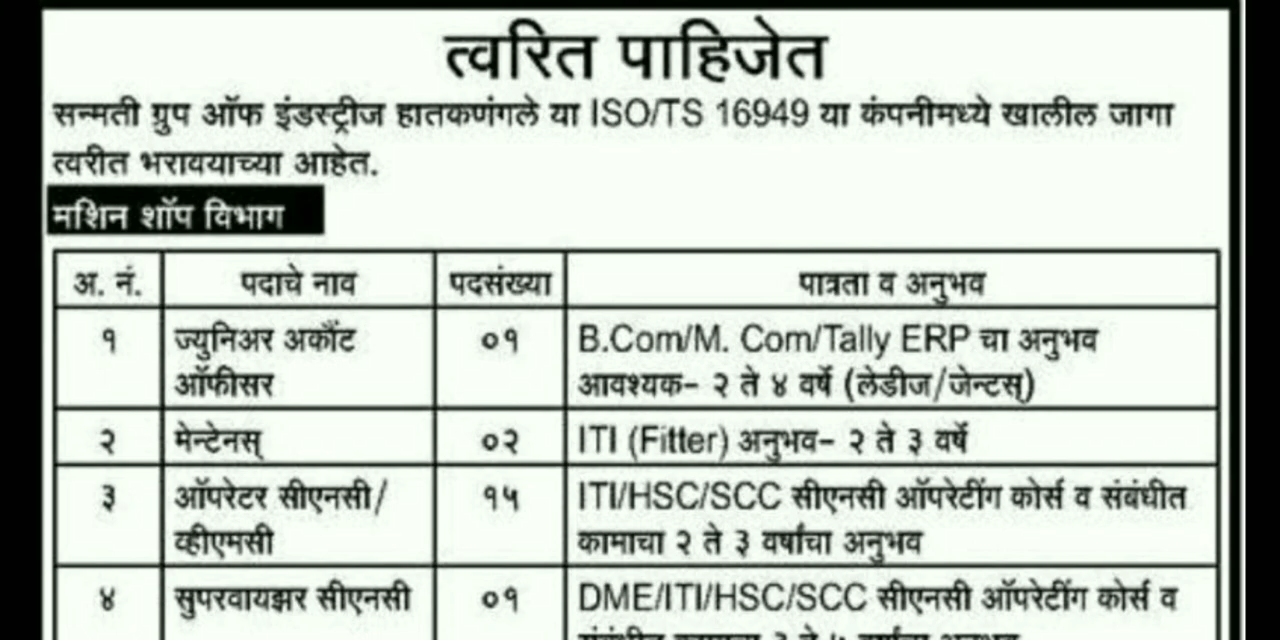 त्वरित पाहिजेत
सन्मती ग्रुप ऑफ इंडस्ट्रीज हातकणंगले या ISO/TS 16949 या कंपनीमध्ये खालील जागा
त्वरीत भरावयाच्या आहेत.
मशिन शॉप विभाग
अ. नं. पदाचे नाव पदसंख्या पात्रता व अनुभव
१ ज्युनिअर अकौंट ०१ B.Com/M. Com/Tally ERP चा अनुभव
ऑफीसर आवश्यक- २ ते ४ वर्षे (लेडीज/जेन्टस्)
२ मेन्टेनस् ०२ ITI (Fitter) अनुभव- २ ते ३ वर्षे
३ ऑपरेटर सीएनसी/ १५ ITI/HSC/SCC सीएनसी ऑपरेटींग कोर्स व संबंधीत
व्हीएमसी कामाचा २ ते ३ वर्षांचा अनुभव
४ सुपरवायझर सीएनसी ०१ DME/ITI/HSC/SCC सीएनसी ऑपरेटींग कोर्स व